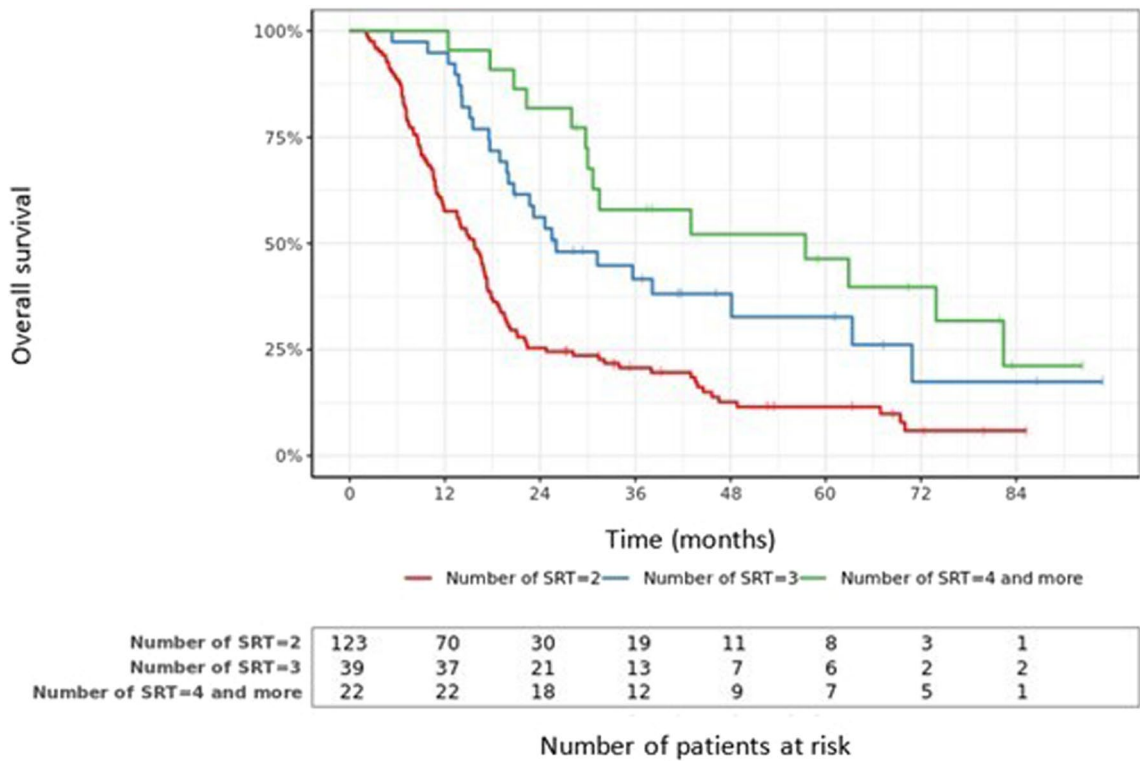 Overall survival
100%
75%
50%
25%
0%
0 12 24 36 48 60 72 84
Time (months)
Number of SRT=2 Number of SRT=3 Number of SRT=4 and more
Number of SRT=2 123 70 30 19 11 8 3 1
Number of SRT=3 39 37 21 13 7 6 2 2
Number of SRT=4 and more 22 22 18 12 9 7 5 1
Number of patients at risk